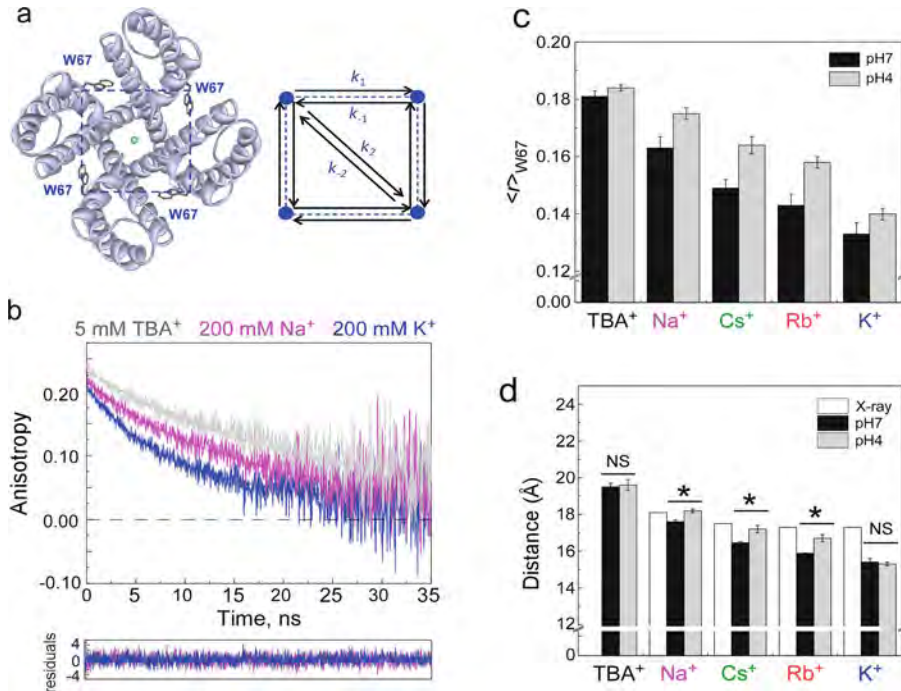 a
W67
W67
W67
W67
k1
k-1
k2
k-2
b
5 mM TBA+ 200 mM Na+ 200 mM K+
Anisotropy
0.20
0.10
0.00
-0.10
0 5 10 15 20 25 30 35
Time, ns
residuals
4
0
-4
c
<r>W67
0.20
0.18
0.16
0.14
0.12
0.00
pH7
pH4
TBA+ Na+ Cs+ Rb+ K+
d
Distance (Å)
24
22
20
18
16
14
12
0
X-ray
pH7
pH4
NS
*
*
*
NS
TBA+ Na+ Cs+ Rb+ K+